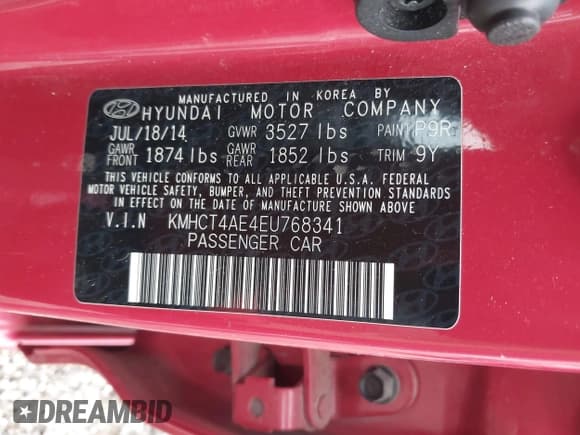 MANUFACTURED IN KOREA BY
HYUNDAI MOTOR COMPANY
JUL/18/14 GVWR 3527 lbs PAINT P9R
GAWR FRONT 1874 lbs GAWR REAR 1852 lbs TRIM 9Y
THIS VEHICLE CONFORMS TO ALL APPLICABLE U.S.A. FEDERAL
MOTOR VEHICLE SAFETY, BUMPER, AND THEFT PREVENTION STANDARDS
IN EFFECT ON THE DATE OF MANUFACTURE SHOWN ABOVE
V.I.N KMHCT4AE4EU768341
PASSENGER CAR
DREAMBID